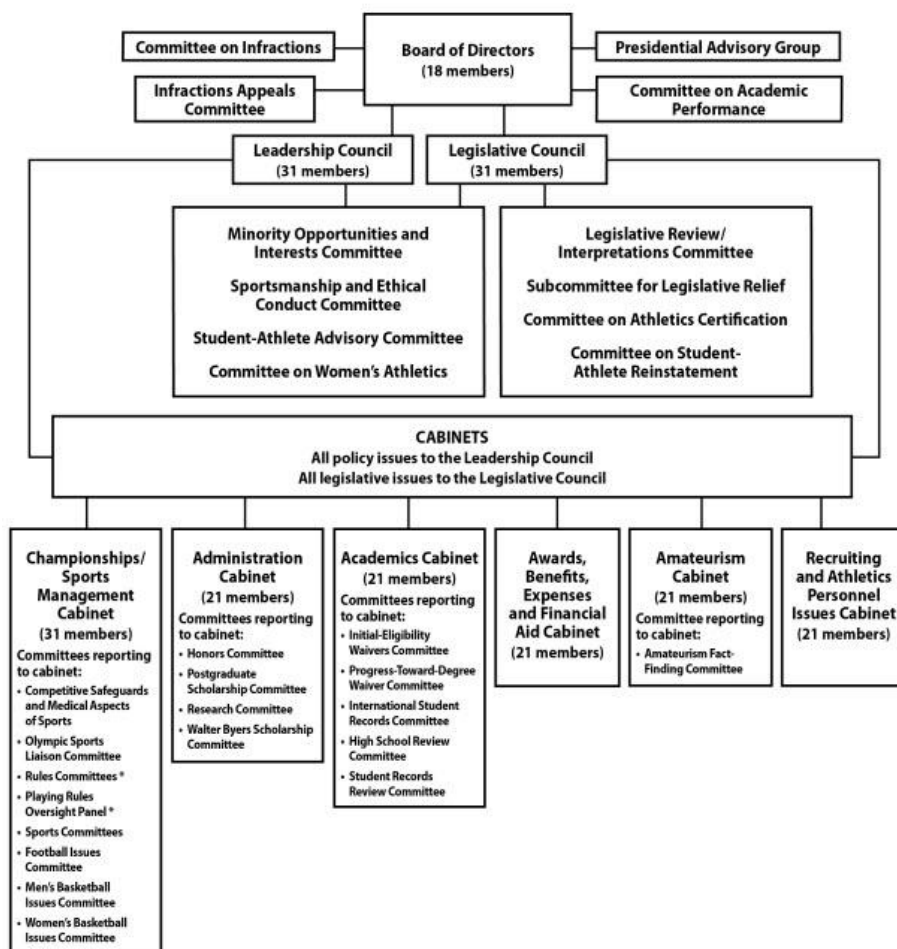 Committee on Infractions
Board of Directors
(18 members)
Presidential Advisory Group
Infractions Appeals
Committee
Committee on Academic
Performance
Leadership Council
(31 members)
Legislative Council
(31 members)
Minority Opportunities and
Interests Committee
Sportsmanship and Ethical
Conduct Committee
Student-Athlete Advisory Committee
Committee on Women's Athletics
Legislative Review/
Interpretations Committee
Subcommittee for Legislative Relief
Committee on Athletics Certification
Committee on Student-
Athlete Reinstatement
CABINETS
All policy issues to the Leadership Council
All legislative issues to the Legislative Council
Championships/
Sports
Management
Cabinet
(31 members)
Committees reporting
to cabinet:
• Competitive Safeguards
and Medical Aspects
of Sports
• Olympic Sports
Liaison Committee
• Rules Committees *
• Playing Rules
Oversight Panel *
• Sports Committees
• Football Issues
Committee
• Men's Basketball
Issues Committee
• Women's Basketball
Issues Committee
Administration
Cabinet
(21 members)
Committees reporting
to cabinet:
• Honors Committee
• Postgraduate
Scholarship Committee
• Research Committee
• Walter Byers Scholarship
Committee
Academics Cabinet
(21 members)
Committees reporting
to cabinet:
• Initial-Eligibility
Waivers Committee
• Progress-Toward-Degree
Waiver Committee
• International Student
Records Committee
• High School Review
Committee
• Student Records
Review Committee
Awards,
Benefits,
Expenses
and Financial
Aid Cabinet
(21 members)
Amateurism
Cabinet
(21 members)
Committee reporting
to cabinet:
• Amateurism Fact-
Finding Committee
Recruiting
and Athletics
Personnel
Issues Cabinet
(21 members)